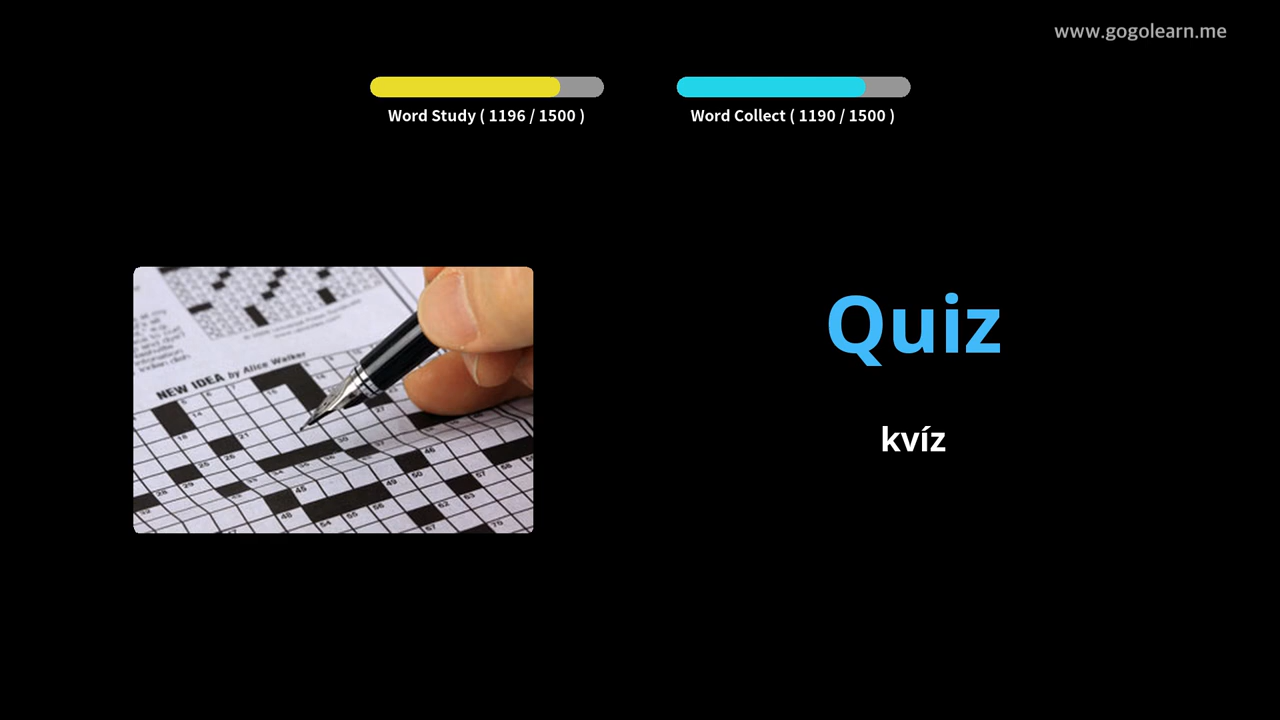 www.gogolearn.me
Word Study ( 1196 / 1500 )
Word Collect ( 1190 / 1500 )
NEW IDEA by Alice Walker
Quiz
kvíz